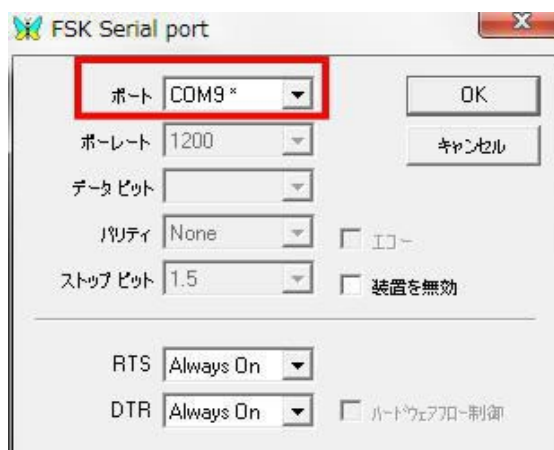 FSK Serial port
ポート COM9 * OK
ボーレート 1200 キャンセル
データ ビット
パリティ None エコー
ストップ ビット 1.5 装置を無効
RTS Always On
DTR Always On ハードウェアフロー制御